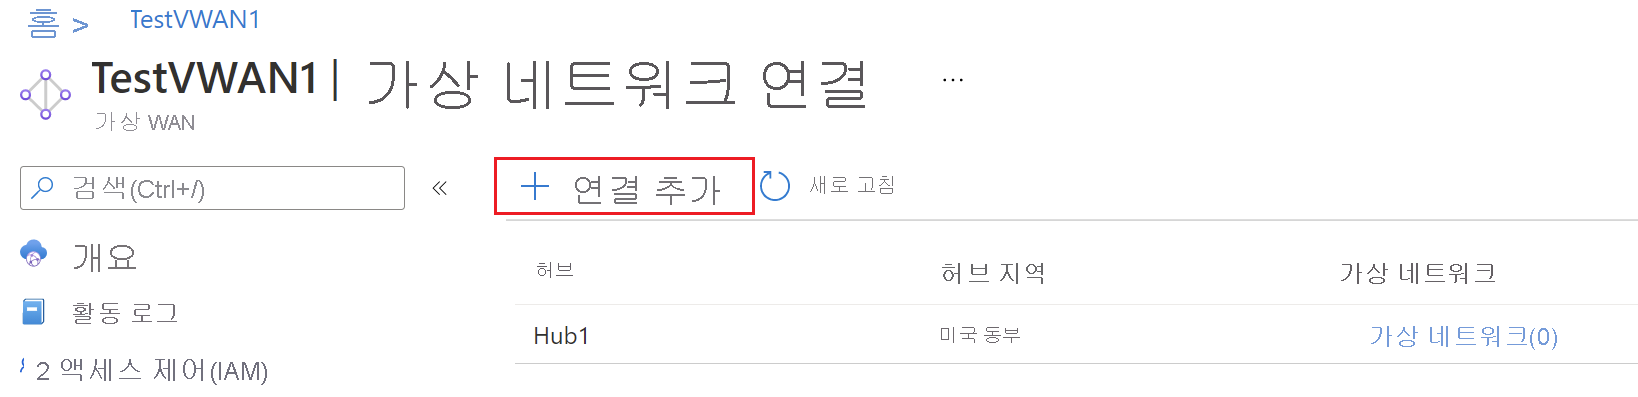 홈 > TestVWAN1
TestVWAN1 | 가상 네트워크 연결 ...
가상 WAN
검색(Ctrl+/) «
+ 연결 추가 새로 고침
개요
활동 로그
2 액세스 제어(IAM)
허브 허브 지역 가상 네트워크
Hub1 미국 동부 가상 네트워크(0)